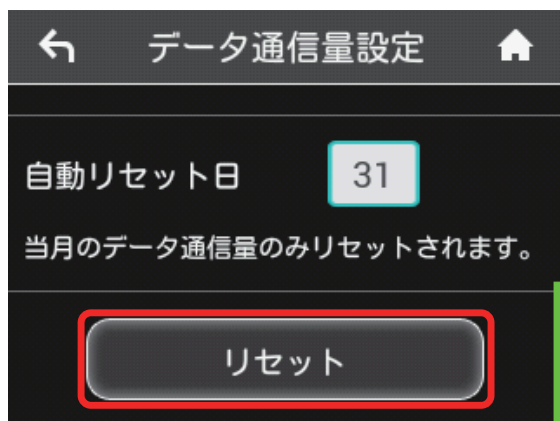 データ通信量設定
自動リセット日 31
当月のデータ通信量のみリセットされます。
リセット